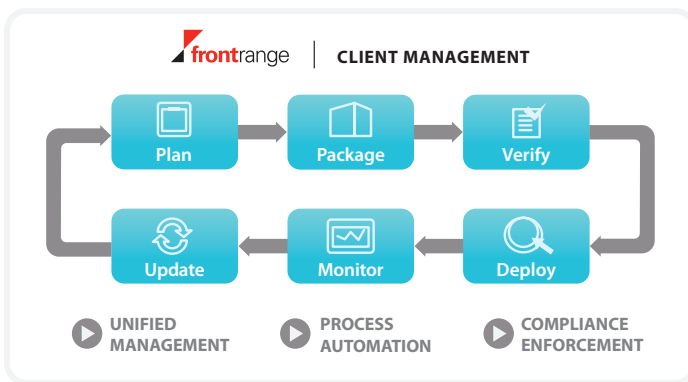 frontrange | CLIENT MANAGEMENT
Plan
Package
Verify
Update
Monitor
Deploy
UNIFIED
MANAGEMENT
PROCESS
AUTOMATION
COMPLIANCE
ENFORCEMENT